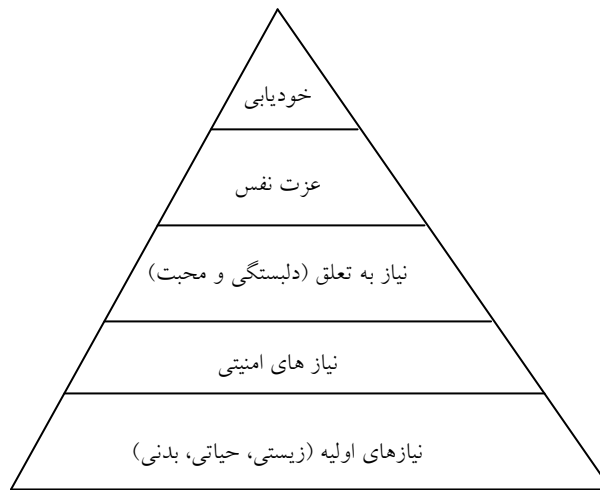 خودیابی
عزت نفس
نیاز به تعلق (دلبستگی و محبت)
نیاز های امنیتی
نیازهای اولیه (زیستی، حیاتی، بدنی)